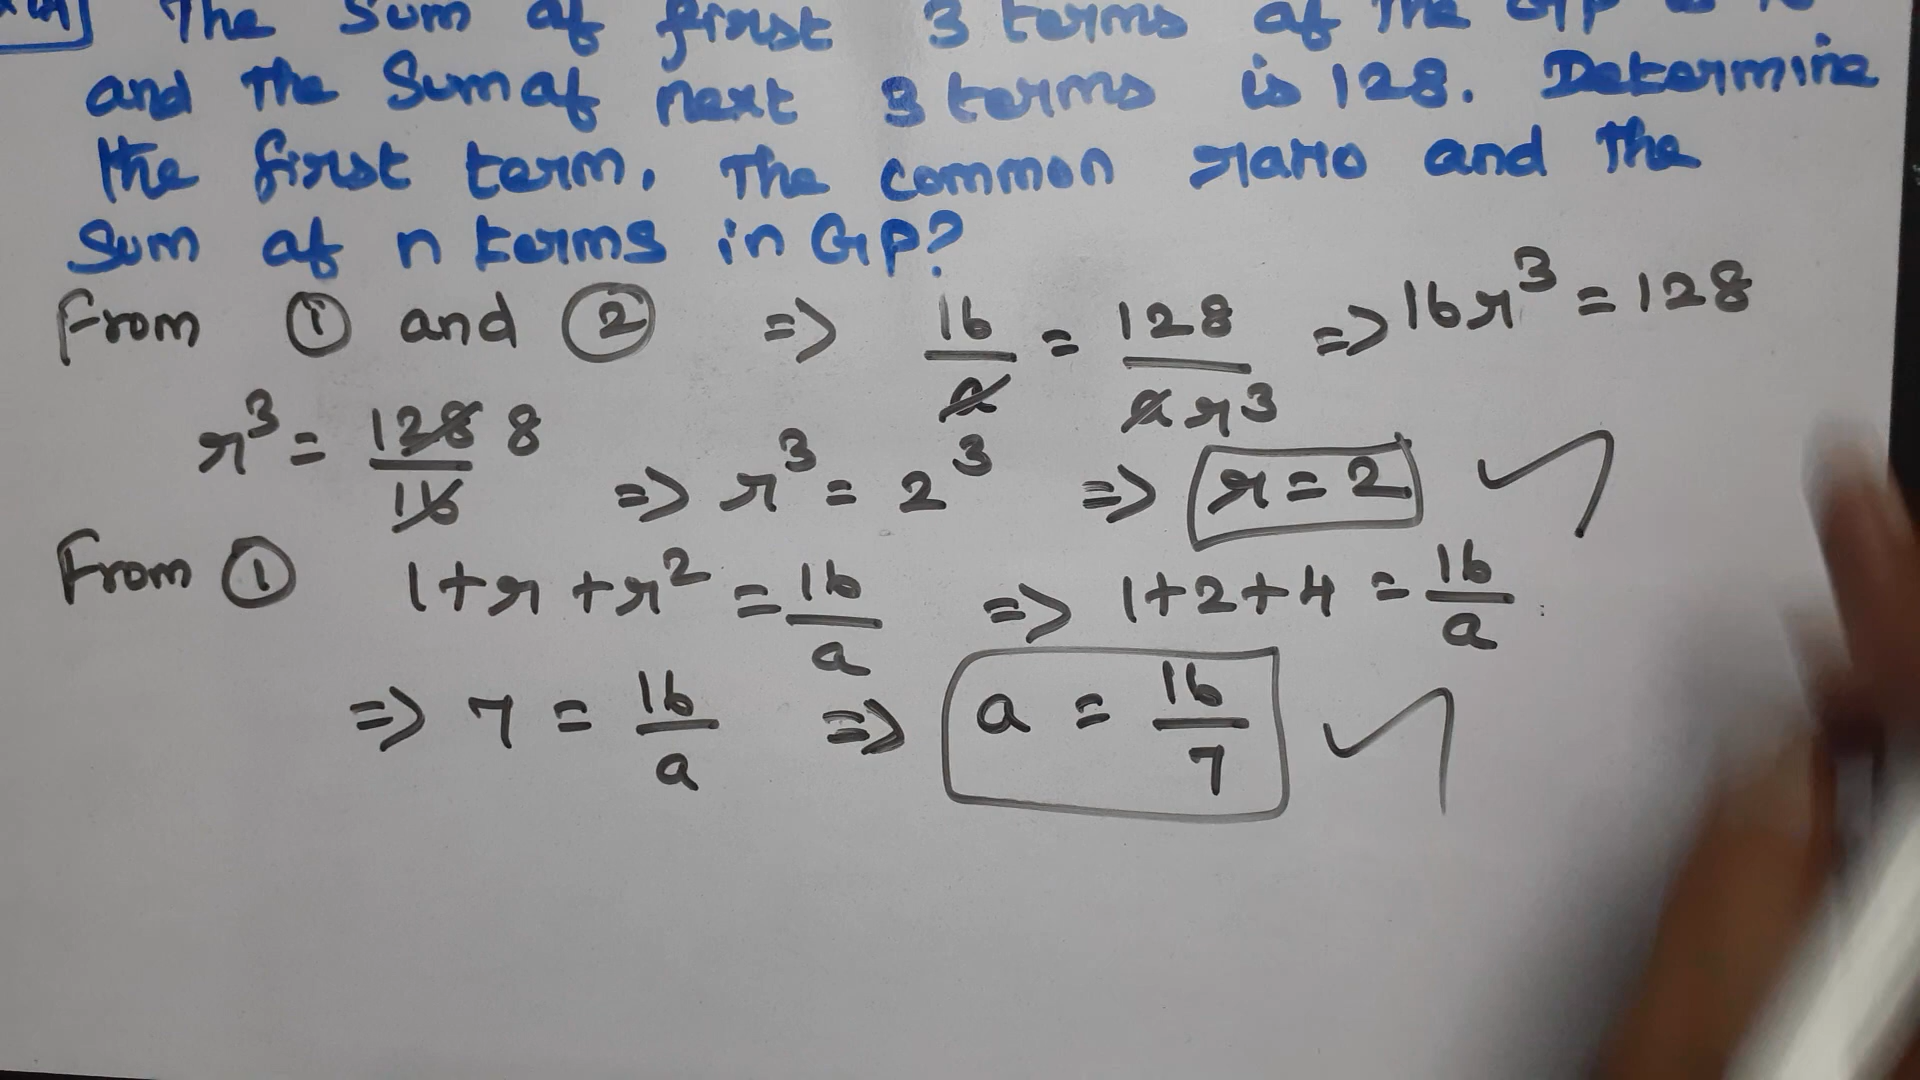 The Sum of first 3 terms of the GP is 16
and The Sum of next 3 terms is 128. Determine
the first term, The common ratio and The
Sum of n terms in GP?
From ① and ② => 16/a = 128/ar³ => 16r³ = 128
r³ = 128/16 8 => r³ = 2³ => r = 2
From ① 1+r+r² = 16/a => 1+2+4 = 16/a
=> 7 = 16/a => a = 16/7